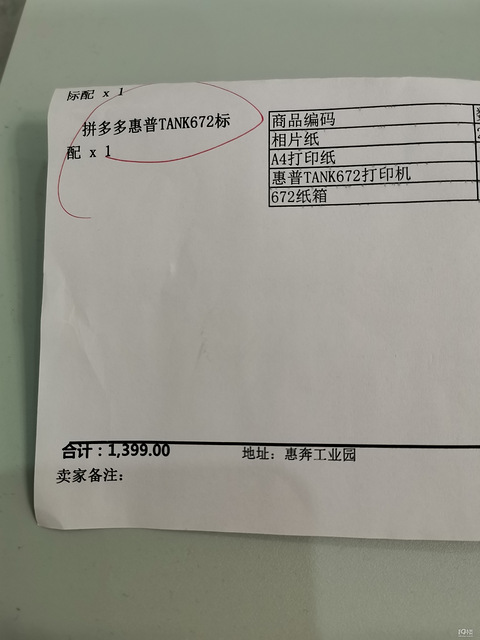 标配 x 1
拼多多惠普TANK672标
配 x 1
商品编码
相片纸
A4打印纸
惠普TANK672打印机
672纸箱
合计：1,399.00
地址：惠奔工业园
卖家备注：